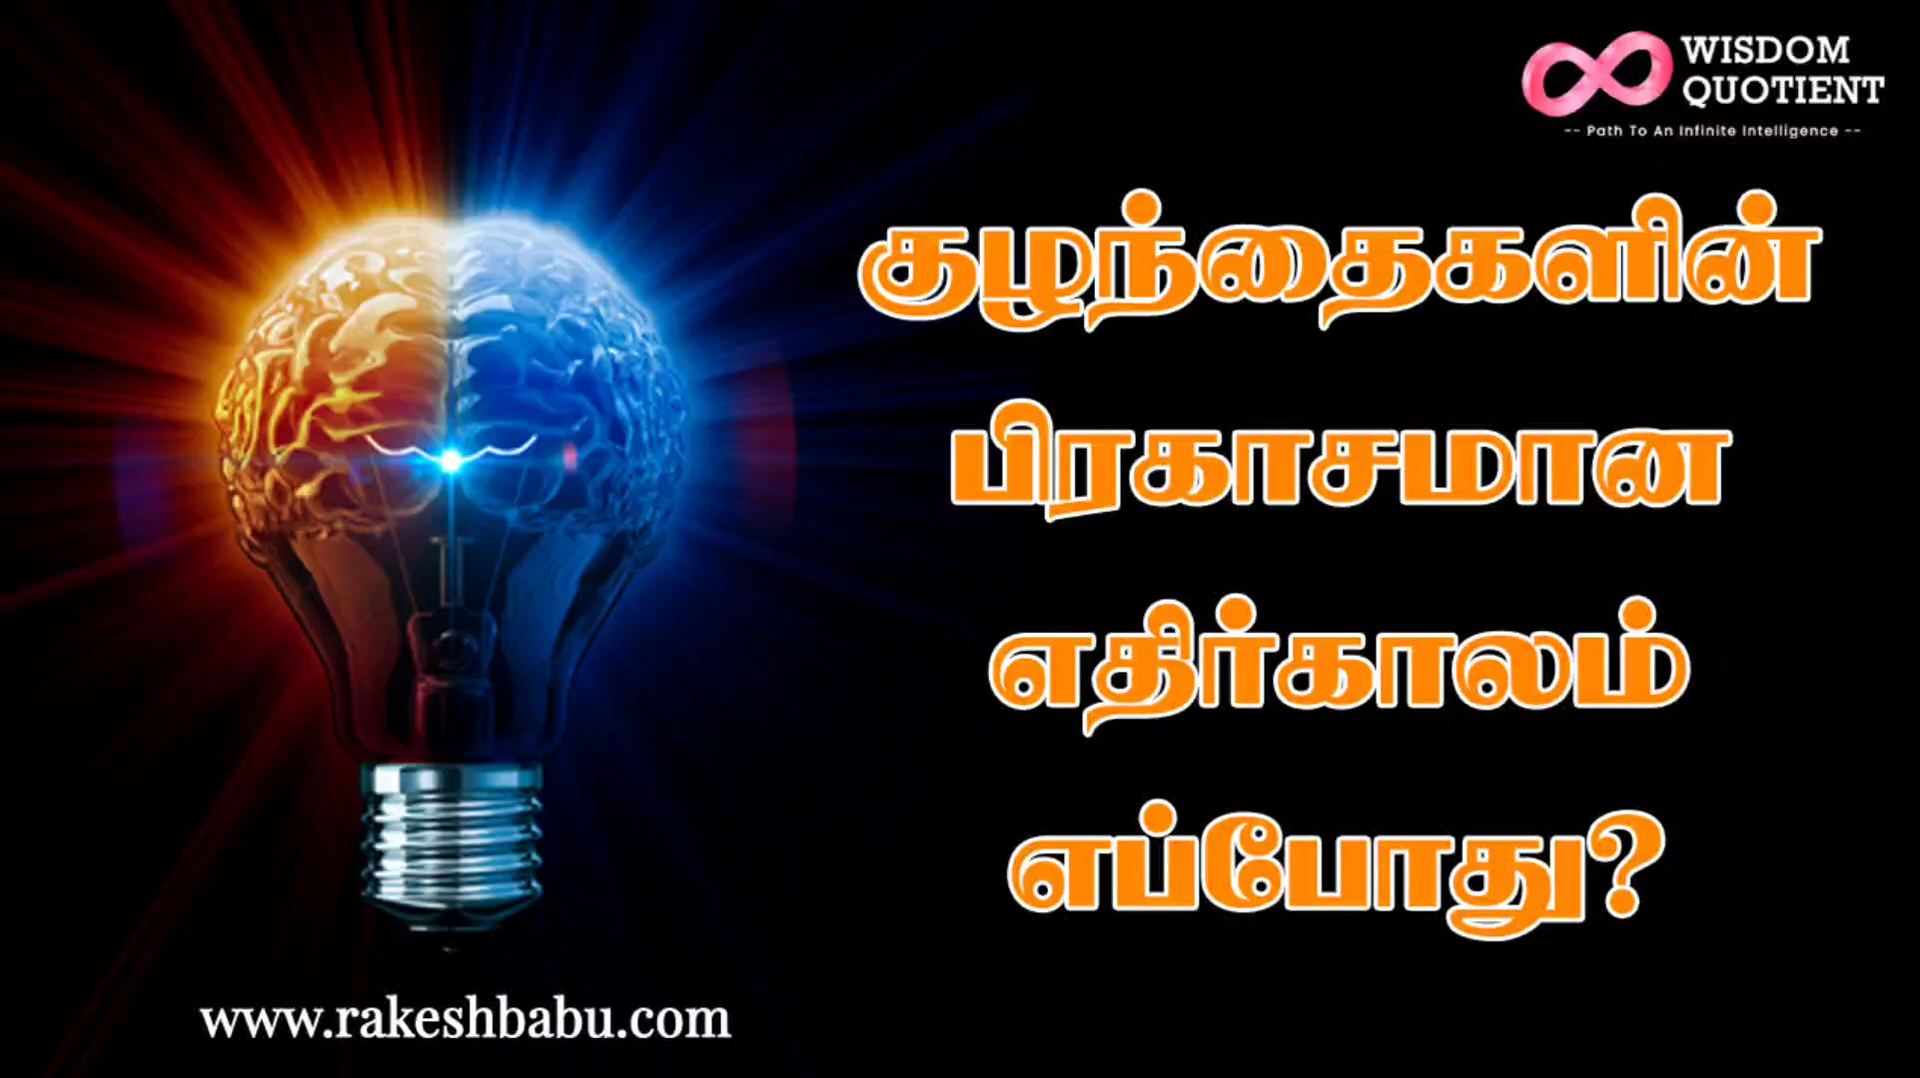 WISDOM
QUOTIENT
-- Path To An Infinite Intelligence --
குழந்தைகளின்
பிரகாசமான
எதிர்காலம்
எப்போது?
www.rakeshbabu.com